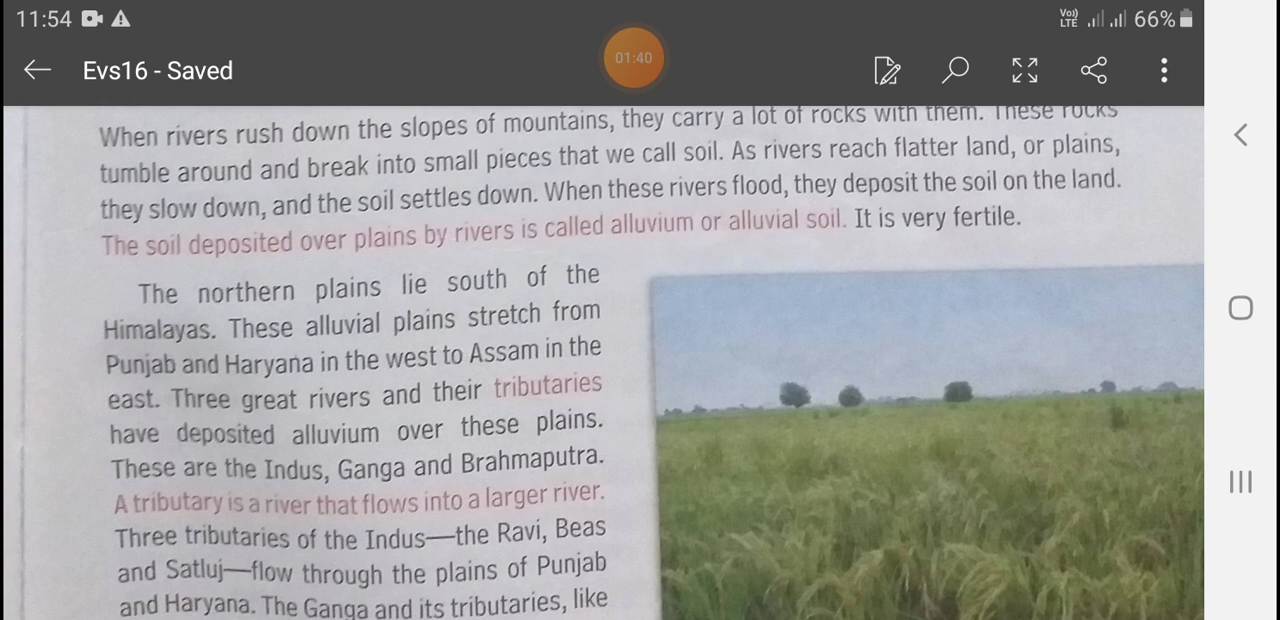 11:54
Vo)) LTE 66%
Evs16 - Saved
01:40
When rivers rush down the slopes of mountains, they carry a lot of rocks with them. These rocks
tumble around and break into small pieces that we call soil. As rivers reach flatter land, or plains,
they slow down, and the soil settles down. When these rivers flood, they deposit the soil on the land.
The soil deposited over plains by rivers is called alluvium or alluvial soil. It is very fertile.
The northern plains lie south of the
Himalayas. These alluvial plains stretch from
Punjab and Haryana in the west to Assam in the
east. Three great rivers and their tributaries
have deposited alluvium over these plains.
These are the Indus, Ganga and Brahmaputra.
A tributary is a river that flows into a larger river.
Three tributaries of the Indus—the Ravi, Beas
and Satluj—flow through the plains of Punjab
and Haryana. The Ganga and its tributaries, like